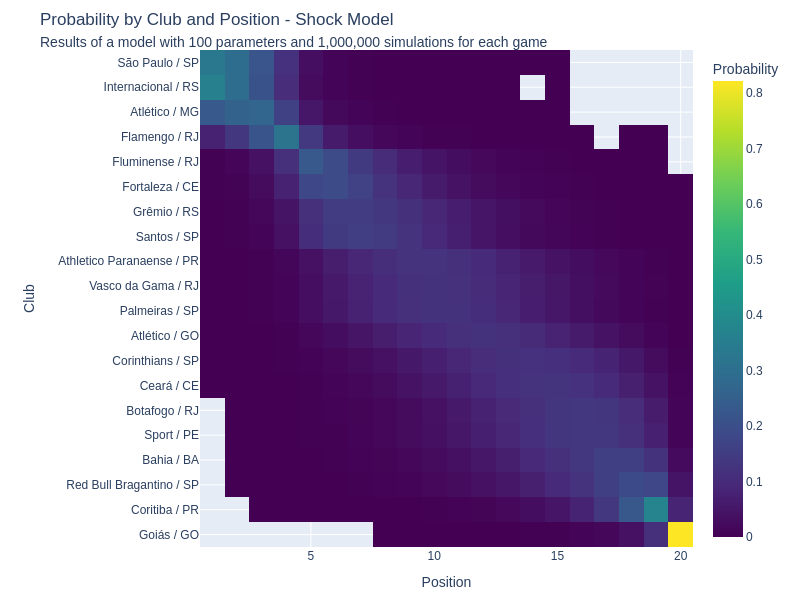 Probability by Club and Position - Shock Model
Results of a model with 100 parameters and 1,000,000 simulations for each game
Probability
São Paulo / SP
Internacional / RS
Atlético / MG
Flamengo / RJ
Fluminense / RJ
Fortaleza / CE
Grêmio / RS
Santos / SP
Athletico Paranaense / PR
Vasco da Gama / RJ
Palmeiras / SP
Atlético / GO
Corinthians / SP
Ceará / CE
Botafogo / RJ
Sport / PE
Bahia / BA
Red Bull Bragantino / SP
Coritiba / PR
Goiás / GO
Club
5
10
15
20
Position
0.8
0.7
0.6
0.5
0.4
0.3
0.2
0.1
0